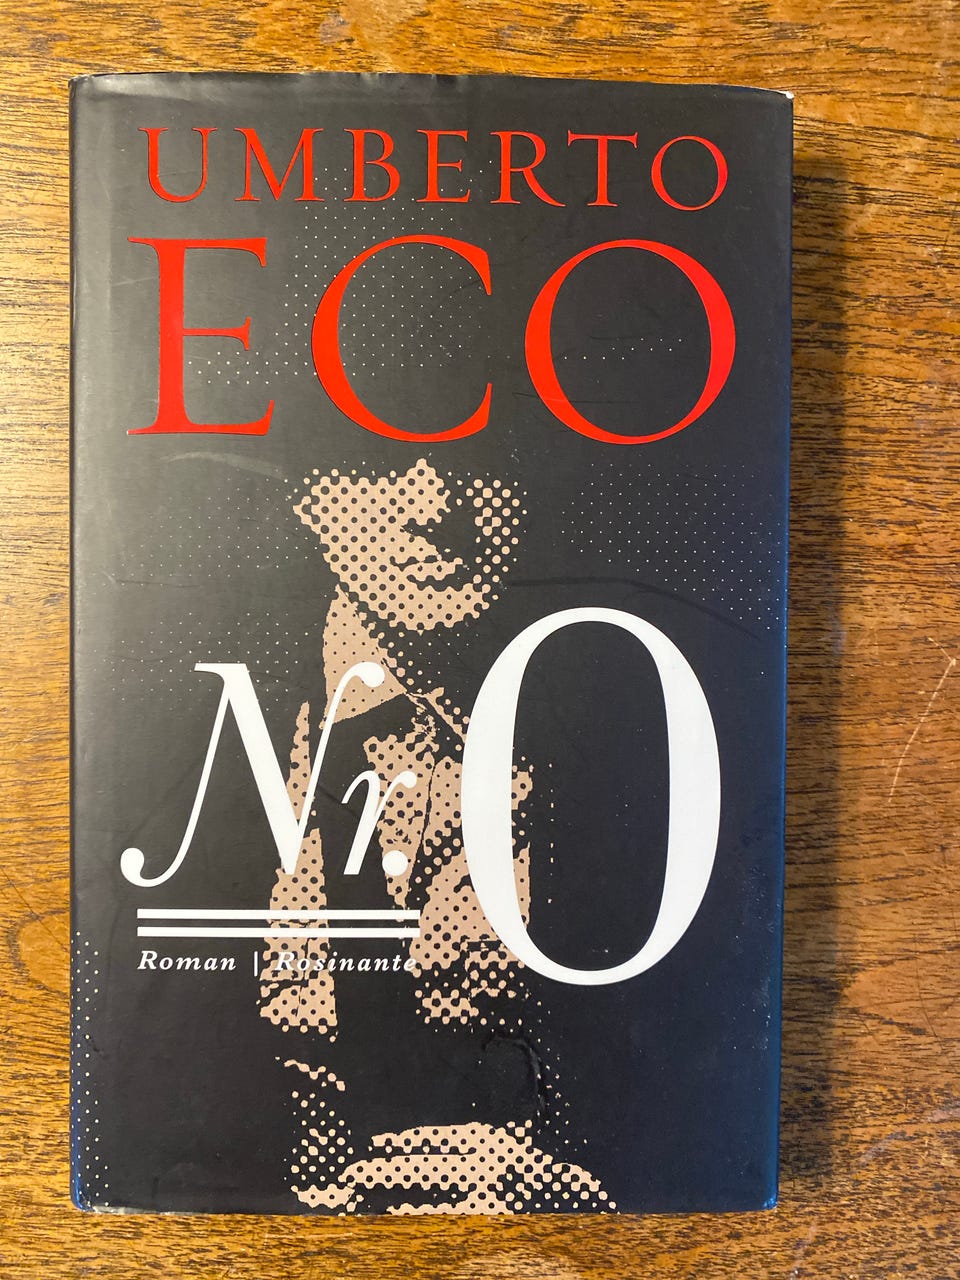 UMBERTO
ECO
Nr. 0
Roman | Rosinante